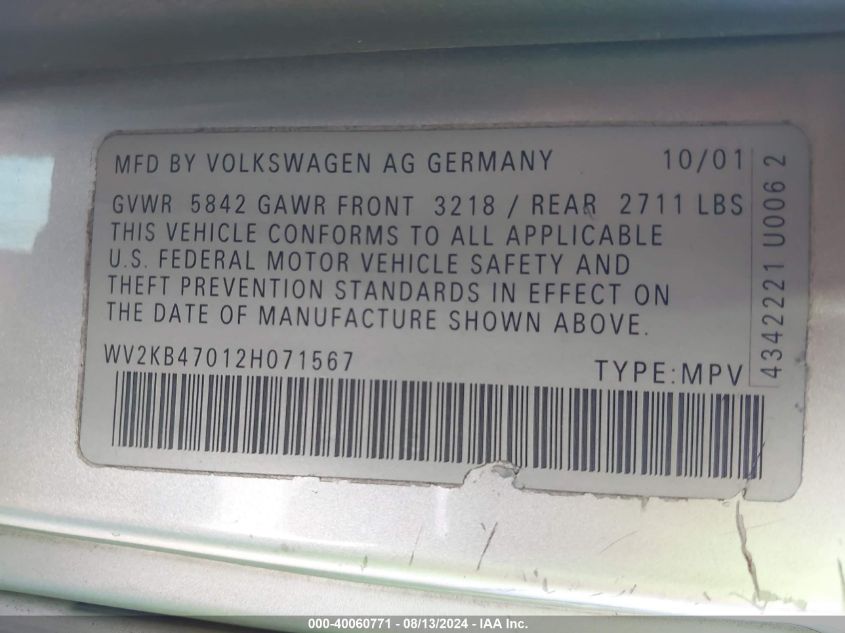 MFD BY VOLKSWAGEN AG GERMANY 10/01
GVWR 5842 GAWR FRONT 3218 / REAR 2711 LBS
THIS VEHICLE CONFORMS TO ALL APPLICABLE
U.S. FEDERAL MOTOR VEHICLE SAFETY AND
THEFT PREVENTION STANDARDS IN EFFECT ON
THE DATE OF MANUFACTURE SHOWN ABOVE.
WV2KB47012H071567 TYPE:MPV
4342221 U006 2
000-40060771 - 08/13/2024 - IAA Inc.